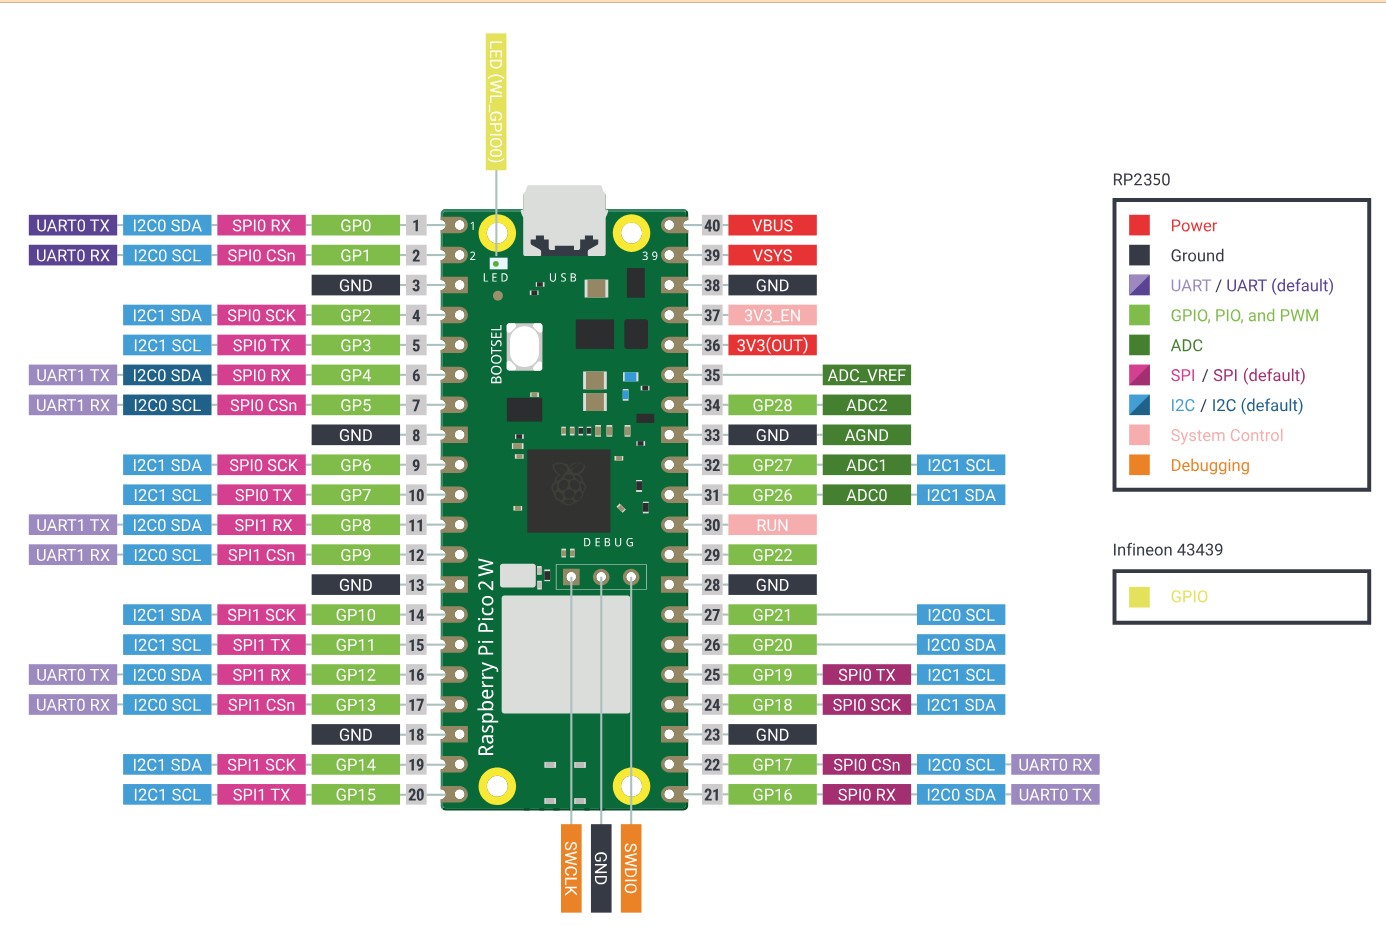 LED (WL_GPIO0)
UART0 TX I2C0 SDA SPI0 RX GP0 1 1 40 VBUS
UART0 RX I2C0 SCL SPI0 CSn GP1 2 2 39 39 VSYS
LED USB
GND 3 38 GND
I2C1 SDA SPI0 SCK GP2 4 37 3V3_EN
I2C1 SCL SPI0 TX GP3 5 36 3V3(OUT)
BOOTSEL
UART1 TX I2C0 SDA SPI0 RX GP4 6 35 ADC_VREF
UART1 RX I2C0 SCL SPI0 CSn GP5 7 34 GP28 ADC2
GND 8 33 GND AGND
I2C1 SDA SPI0 SCK GP6 9 32 GP27 ADC1 I2C1 SCL
I2C1 SCL SPI0 TX GP7 10 31 GP26 ADC0 I2C1 SDA
UART1 TX I2C0 SDA SPI1 RX GP8 11 30 RUN
DEBUG
UART1 RX I2C0 SCL SPI1 CSn GP9 12 29 GP22
GND 13 28 GND
I2C1 SDA SPI1 SCK GP10 14 27 GP21 I2C0 SCL
I2C1 SCL SPI1 TX GP11 15 26 GP20 I2C0 SDA
UART0 TX I2C0 SDA SPI1 RX GP12 16 25 GP19 SPI0 TX I2C1 SCL
UART0 RX I2C0 SCL SPI1 CSn GP13 17 24 GP18 SPI0 SCK I2C1 SDA
Raspberry Pi Pico 2 W
GND 18 23 GND
I2C1 SDA SPI1 SCK GP14 19 22 GP17 SPI0 CSn I2C0 SCL UART0 RX
I2C1 SCL SPI1 TX GP15 20 21 GP16 SPI0 RX I2C0 SDA UART0 TX
SWCLK
GND
SWDIO
RP2350
Power
Ground
UART / UART (default)
GPIO, PIO, and PWM
ADC
SPI / SPI (default)
I2C / I2C (default)
System Control
Debugging
Infineon 43439
GPIO